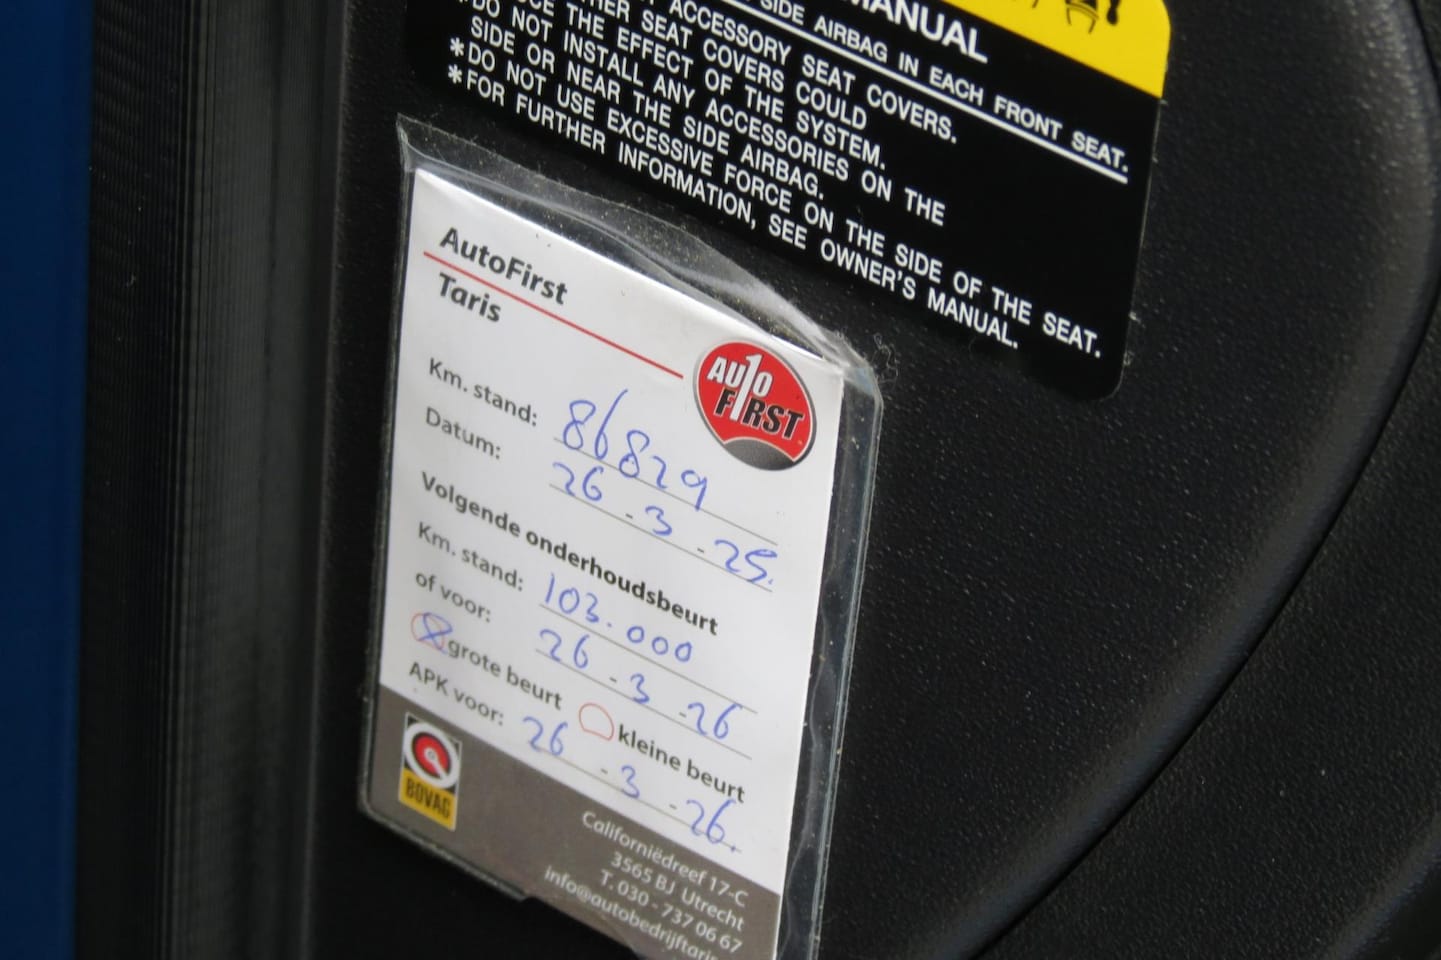 MANUAL
SIDE AIRBAG IN EACH FRONT SEAT.
ACCESSORY SEAT COVERS.
SEAT COVERS COULD
THE EFFECT OF THE SYSTEM.
*DO NOT INSTALL ANY ACCESSORIES ON THE
SIDE OR NEAR THE SIDE AIRBAG.
*DO NOT USE EXCESSIVE FORCE ON THE SIDE OF THE SEAT.
*FOR FURTHER INFORMATION, SEE OWNER'S MANUAL.
AutoFirst
Taris
AUTO
FIRST
Km. stand: 86829
Datum: 26-3-25.
Volgende onderhoudsbeurt
Km. stand: 103.000
of voor: 26-3-26
grote beurt kleine beurt
APK voor: 26-3-26.
BOVAG
Californiëdreef 17-C
3565 BJ Utrecht
T. 030 - 737 06 67